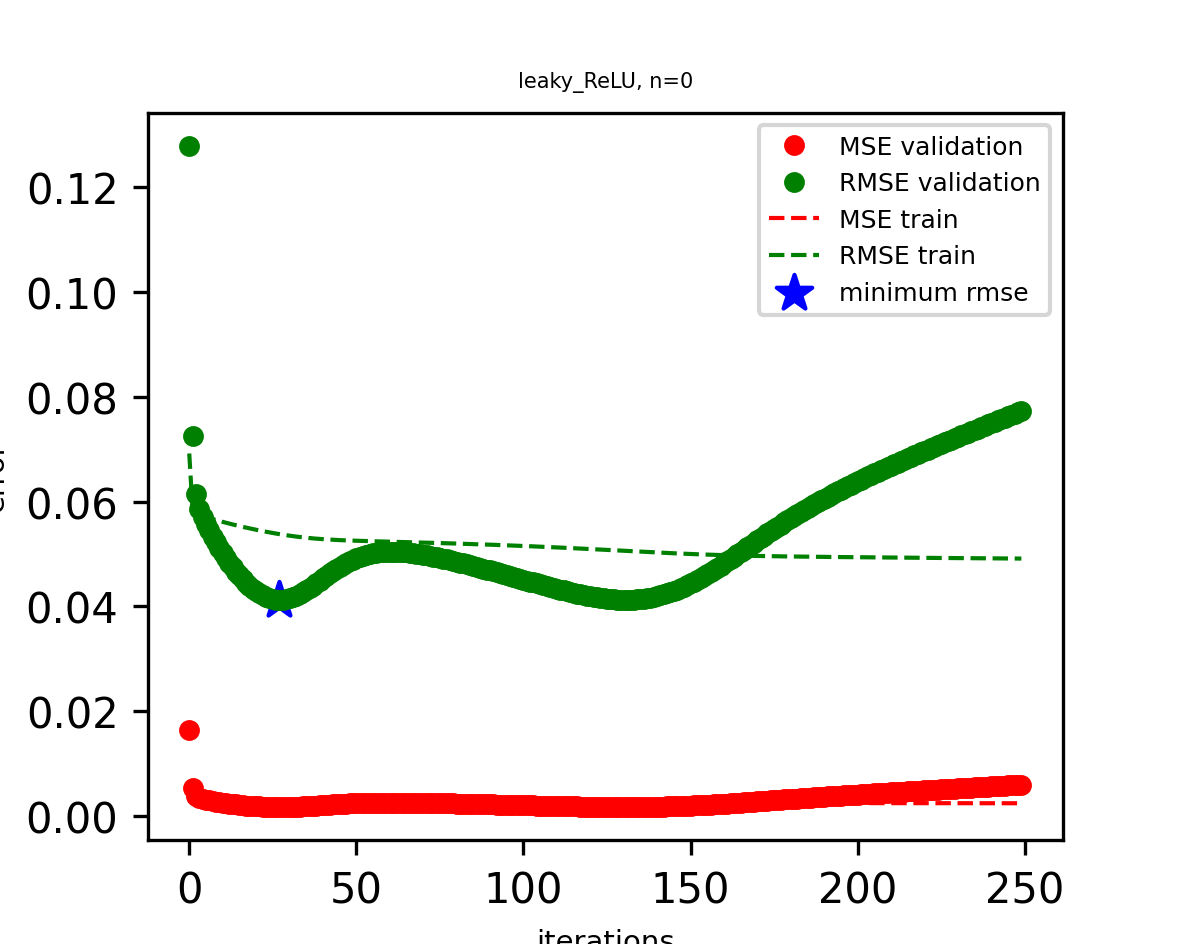 leaky_ReLU, n=0
MSE validation
RMSE validation
MSE train
RMSE train
minimum rmse
0.12
0.10
0.08
0.06
0.04
0.02
0.00
0 50 100 150 200 250
iterations